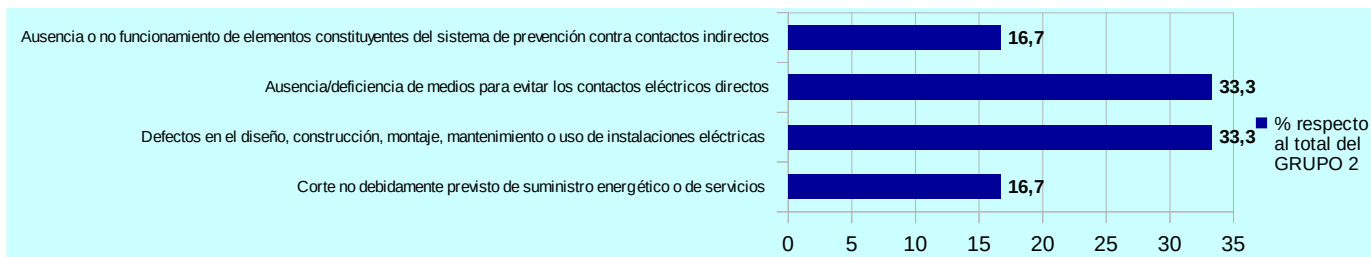 Ausencia o no funcionamiento de elementos constituyentes del sistema de prevención contra contactos indirectos
16,7
Ausencia/deficiencia de medios para evitar los contactos eléctricos directos
33,3
Defectos en el diseño, construcción, montaje, mantenimiento o uso de instalaciones eléctricas
33,3
Corte no debidamente previsto de suministro energético o de servicios
16,7
0 5 10 15 20 25 30 35
% respecto
al total del
GRUPO 2